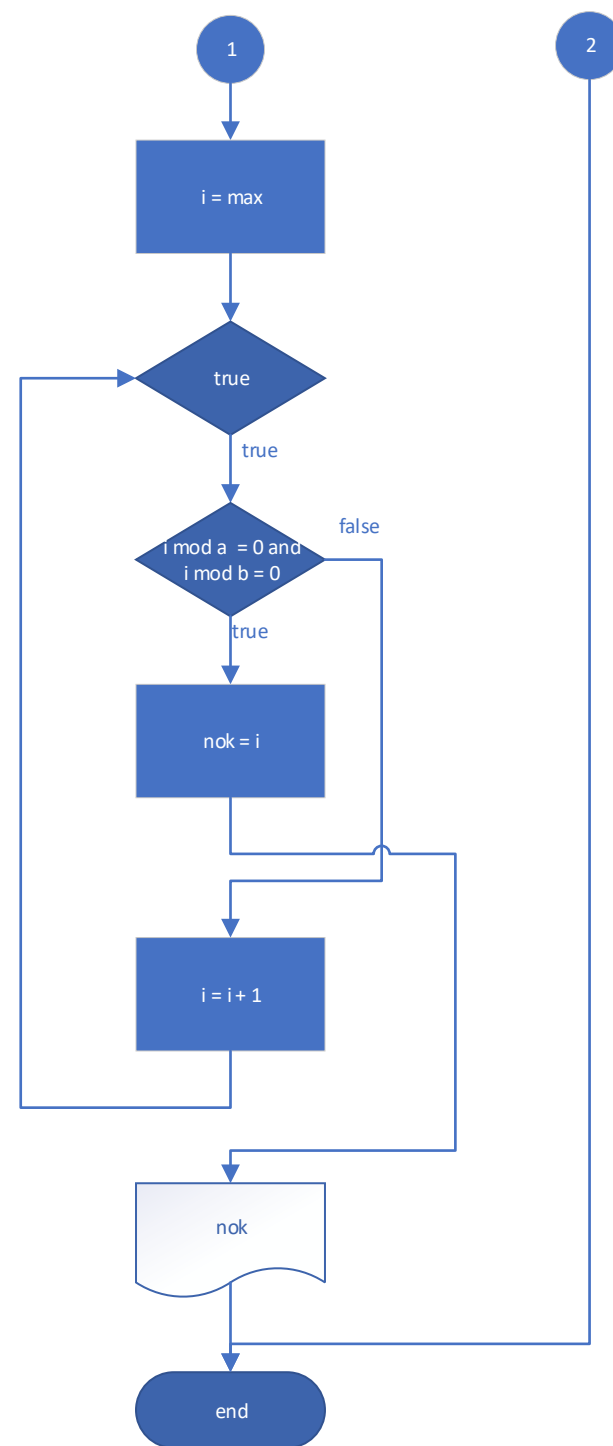 1
2
i = max
true
true
false
i mod a  = 0 and
i mod b = 0
true
nok = i
i = i + 1
nok
end